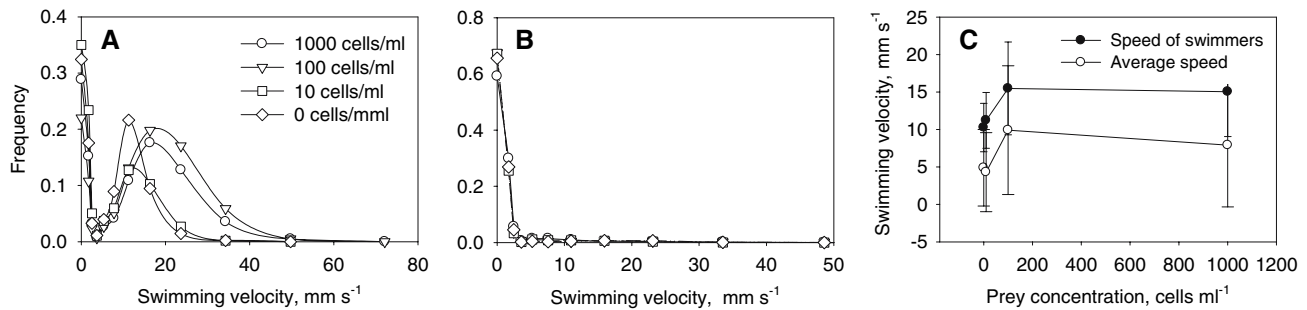 A
0.4
0.3
0.2
0.1
0.0
Frequency
0 20 40 60 80
Swimming velocity, mm s-1
1000 cells/ml
100 cells/ml
10 cells/ml
0 cells/mml
B
0.8
0.6
0.4
0.2
0.0
0 10 20 30 40 50
Swimming velocity, mm s-1
C
Speed of swimmers
Average speed
25
20
15
10
5
0
-5
Swimming velocity, mm s-1
0 200 400 600 800 1000 1200
Prey concentration, cells ml-1